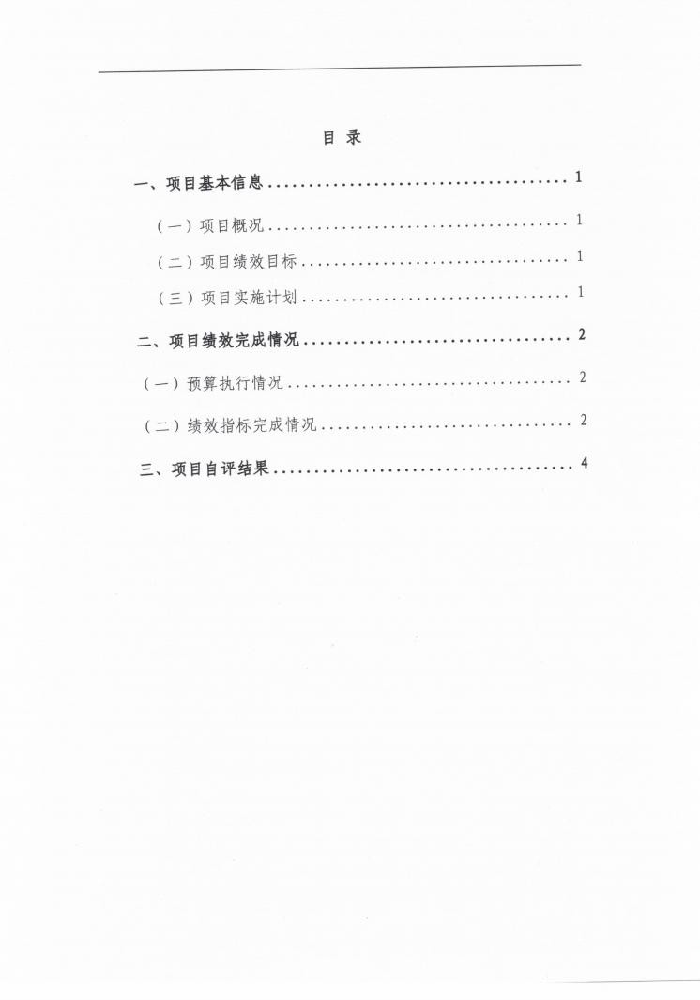 目 录
一、项目基本信息..................................... 1
（一）项目概况..................................... 1
（二）项目绩效目标................................. 1
（三）项目实施计划................................. 1
二、项目绩效完成情况................................. 2
（一）预算执行情况................................... 2
（二）绩效指标完成情况............................... 2
三、项目自评结果..................................... 4